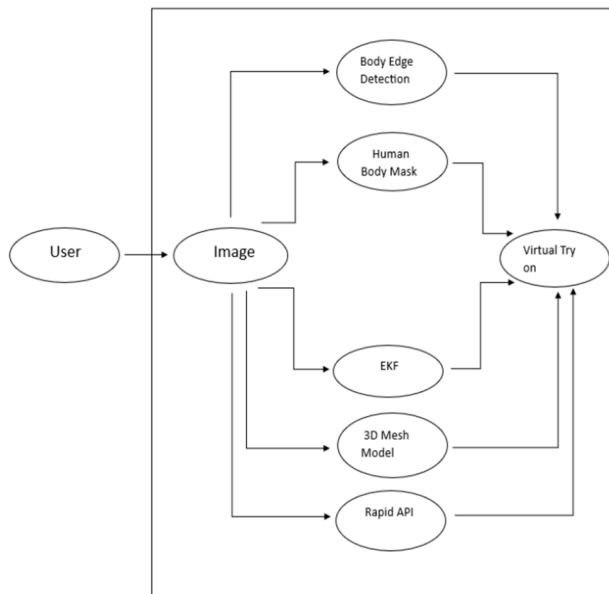 Body Edge
Detection
Human
Body Mask
User
Image
Virtual Try
on
EKF
3D Mesh
Model
Rapid API